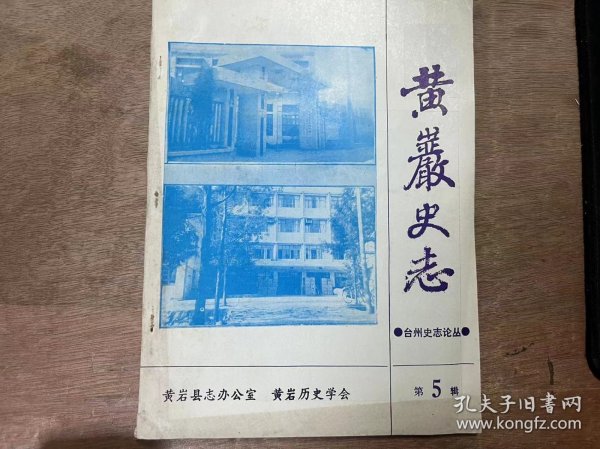 黄巖史志
●台州史志论丛●
第5辑
黄岩县志办公室 黄岩历史学会
孔夫子旧书网
www.kongfz.com